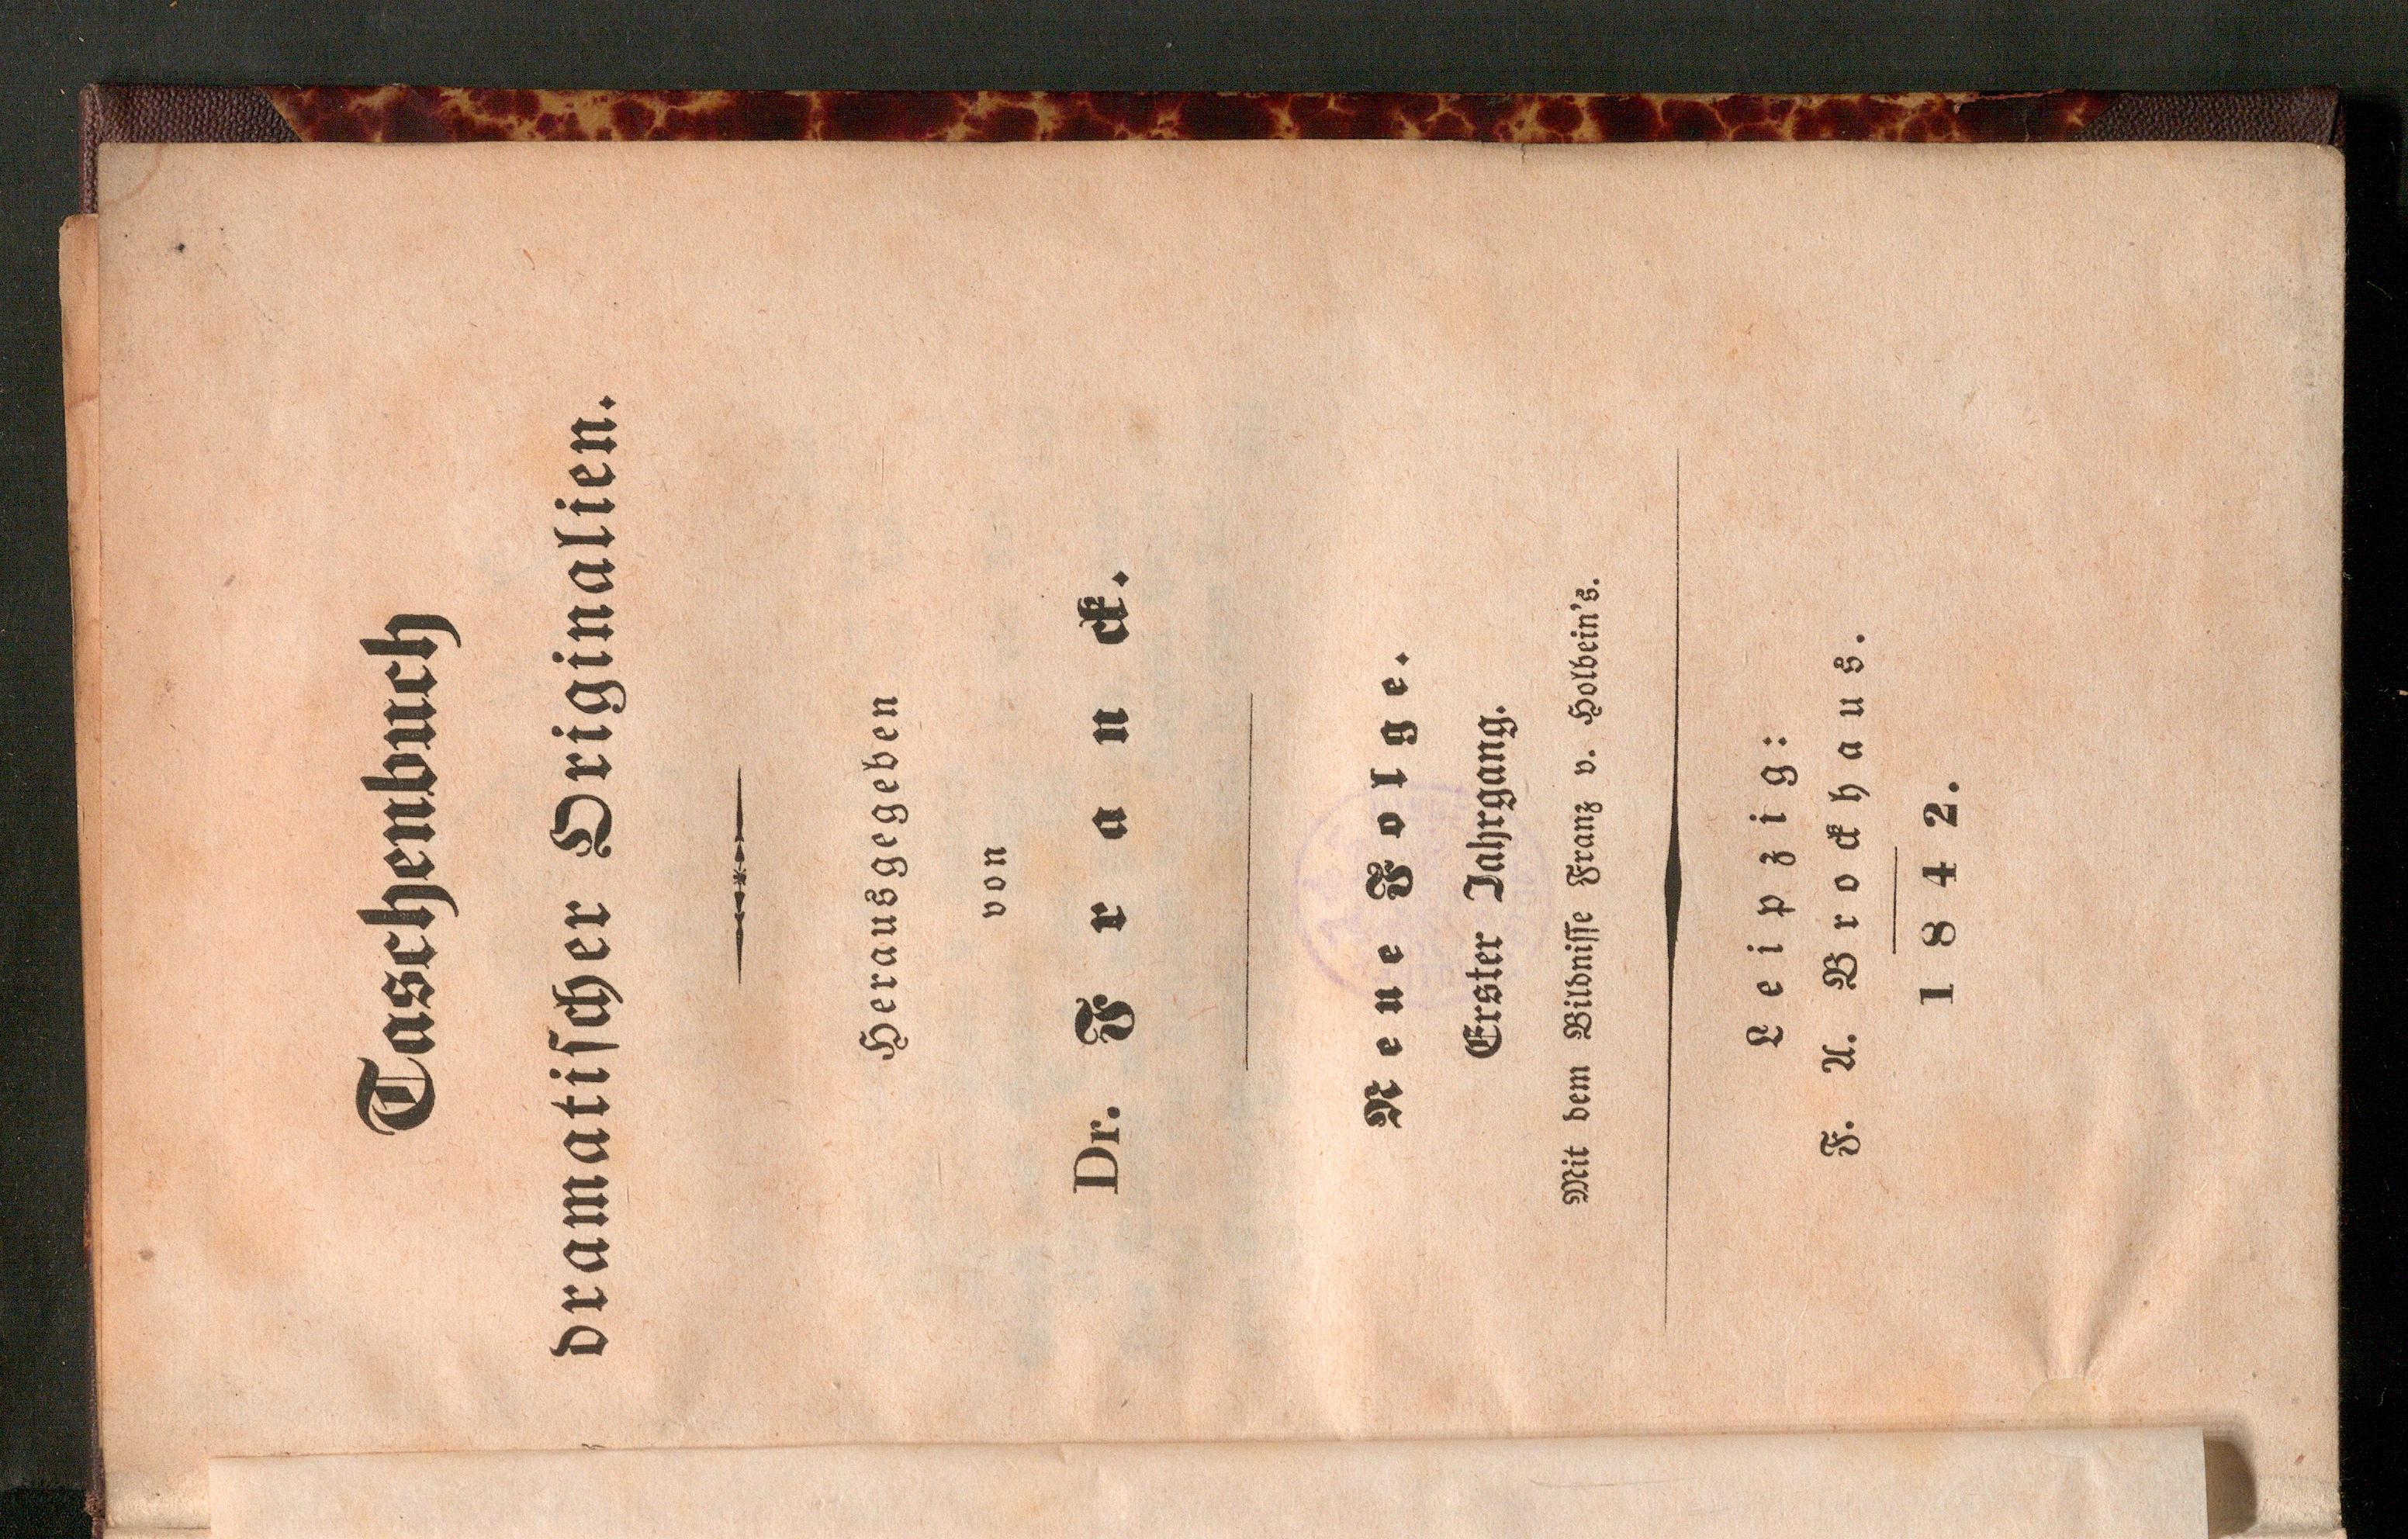 Taschenbuch
dramatiſcher Originalien.
Herausgegeben
von
Dr. Franck.
Neue Folge.
Erster Jahrgang.
Mit dem Bildniſſe Franz v. Holbein's.
Leipzig:
F. A. Brockhaus.
1842.